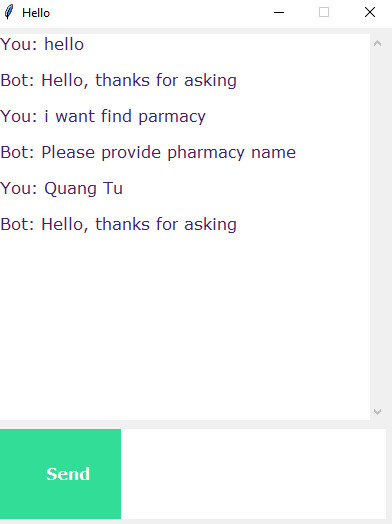 Hello
You: hello
Bot: Hello, thanks for asking
You: i want find parmacy
Bot: Please provide pharmacy name
You: Quang Tu
Bot: Hello, thanks for asking
Send